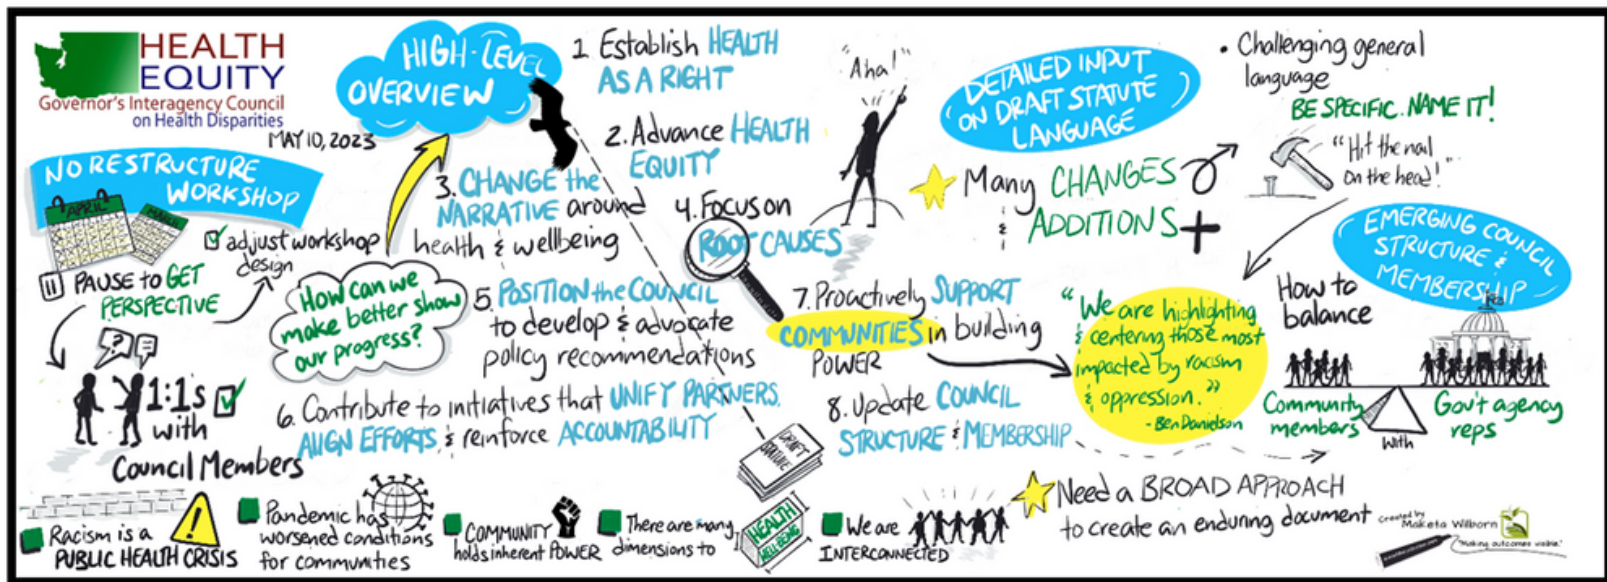 HEALTH
EQUITY
Governor's Interagency Council
on Health Disparities
MAY 10, 2023
NO RESTRUCTURE
WORKSHOP
APRIL
MARCH
adjust workshop
design
PAUSE to GET
PERSPECTIVE
?
1:1's
with
Council Members
HIGH-LEVEL
OVERVIEW
How can we
make better show
our progress?
1. Establish HEALTH
AS A RIGHT
2. Advance HEALTH
EQUITY
3. CHANGE the
NARRATIVE around
health & wellbeing
4. Focus on
ROOT CAUSES
5. POSITION the COUNCIL
to develop & advocate
policy recommendations
6. Contribute to initiatives that UNIFY PARTNERS,
ALIGN EFFORTS & reinforce ACCOUNTABILITY
7. Proactively SUPPORT
COMMUNITIES in building
POWER
8. Update COUNCIL
STRUCTURE & MEMBERSHIP
DRAFT
STATUTE
"Aha!"
DETAILED INPUT
ON DRAFT STATUTE
LANGUAGE
Many CHANGES
& ADDITIONS +
• Challenging general
language
BE SPECIFIC. NAME IT!
"Hit the nail
on the head!"
"We are highlighting
& centering those most
impacted by racism
& oppression."
- Ben Danielson
EMERGING COUNCIL
STRUCTURE &
MEMBERSHIP
How to
balance
Community
members
with
Gov't agency
reps
Racism is a
PUBLIC HEALTH CRISIS
!
Pandemic has
worsened conditions
for communities
COMMUNITY
holds inherent POWER
There are many
dimensions to
HEALTH
WELL-BEING
We are
INTERCONNECTED
Need a BROAD APPROACH
to create an enduring document
Created by
Maketa Wilborn
"Making outcomes visible."